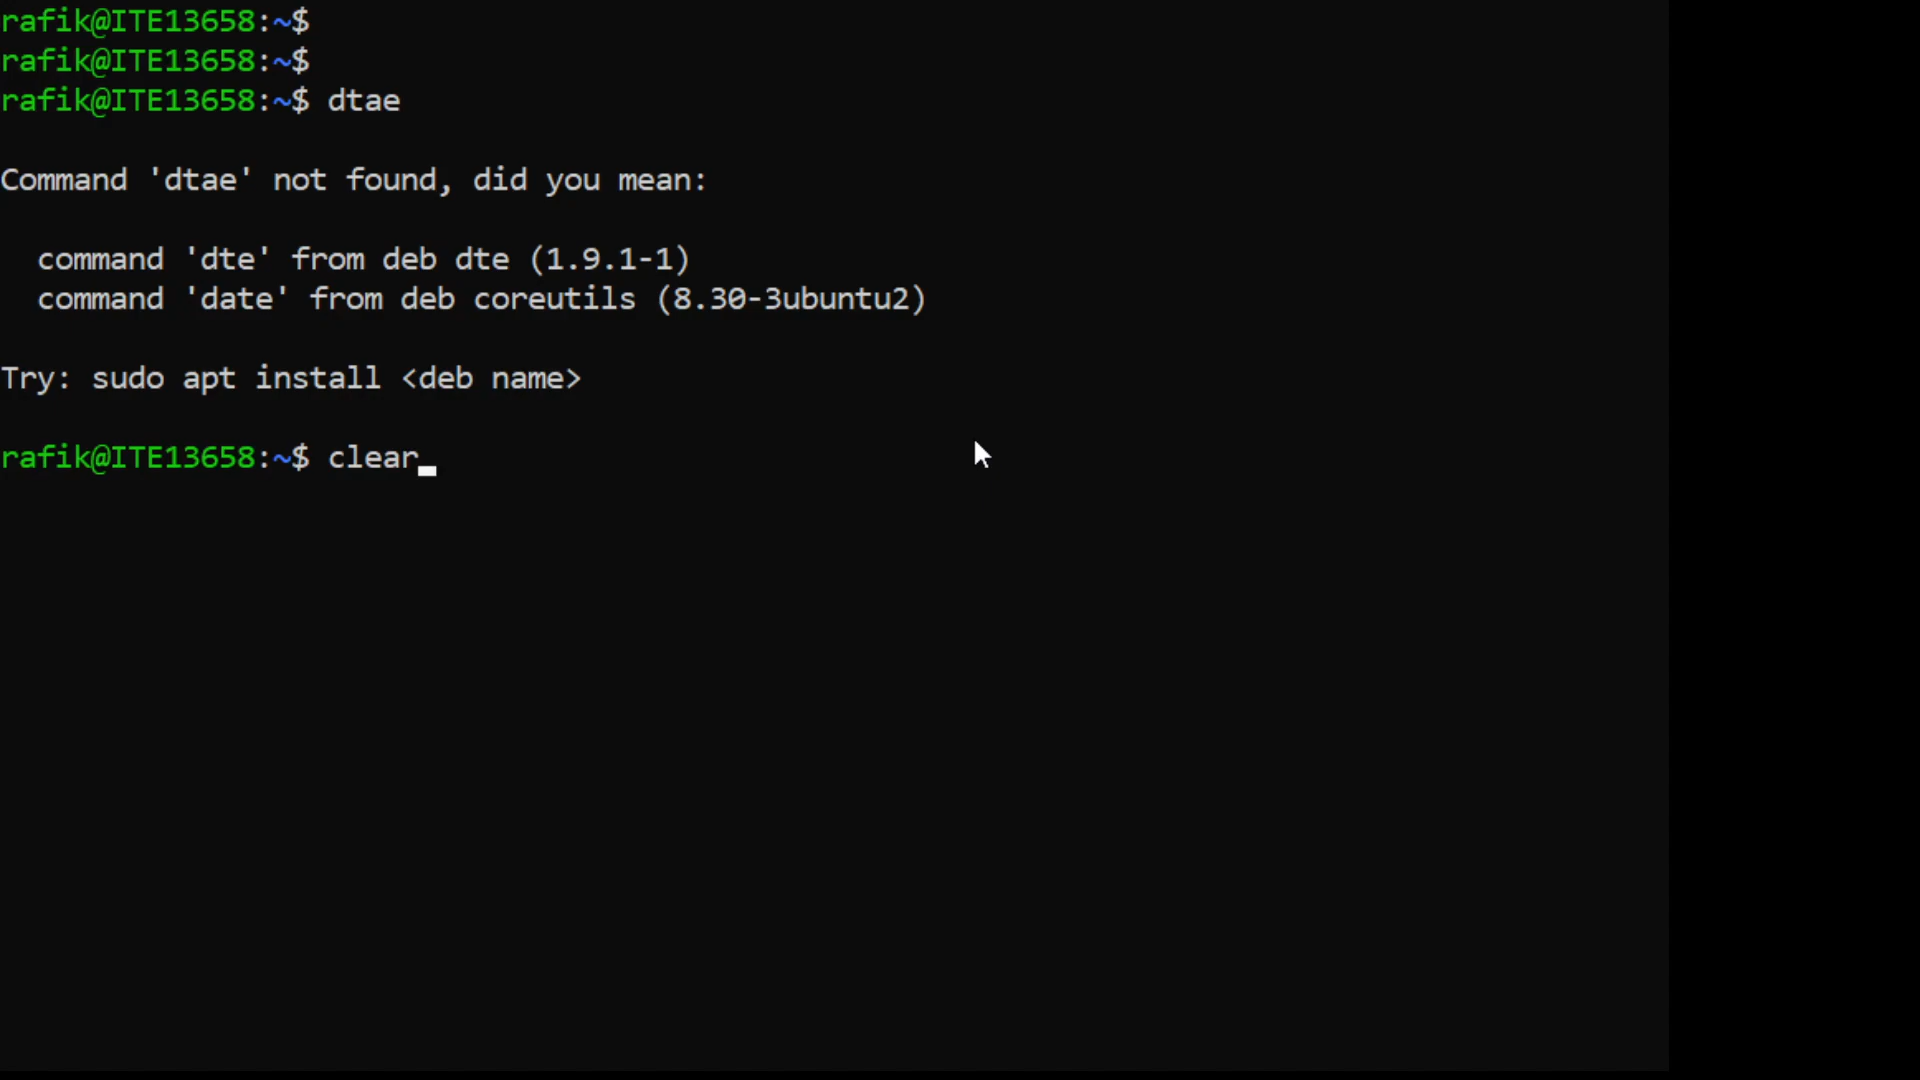 rafik@ITE13658:~$
rafik@ITE13658:~$
rafik@ITE13658:~$ dtae
Command 'dtae' not found, did you mean:
command 'dte' from deb dte (1.9.1-1)
command 'date' from deb coreutils (8.30-3ubuntu2)
Try: sudo apt install <deb name>
rafik@ITE13658:~$ clear